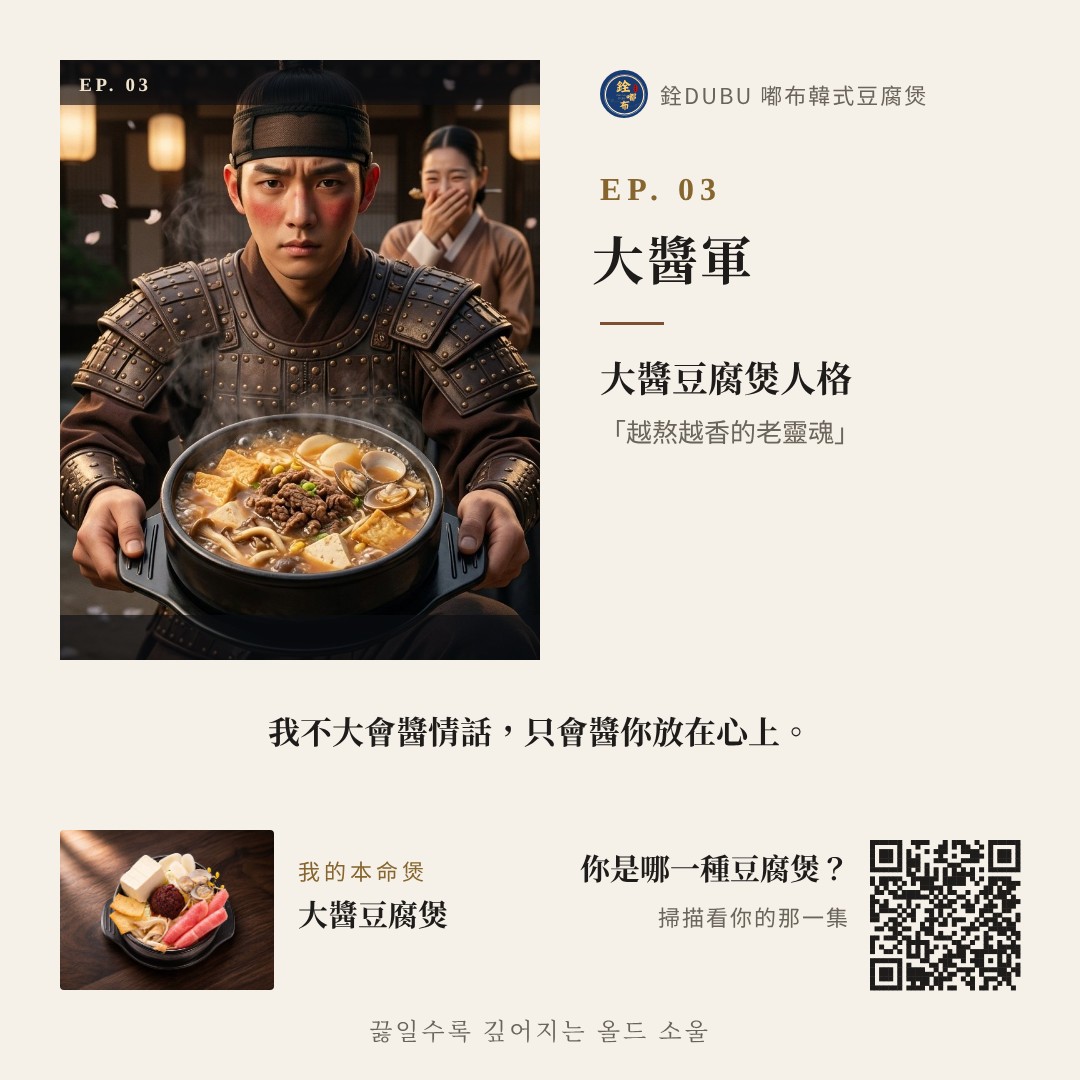 EP. 03
銓
嘟
布
銓DUBU 嘟布韓式豆腐煲
EP. 03
大醬軍
大醬豆腐煲人格
「越熬越香的老靈魂」
我不大會醬情話，只會醬你放在心上。
我的本命煲
大醬豆腐煲
你是哪一種豆腐煲？
掃描看你的那一集
끓일수록 깊어지는 올드 소울